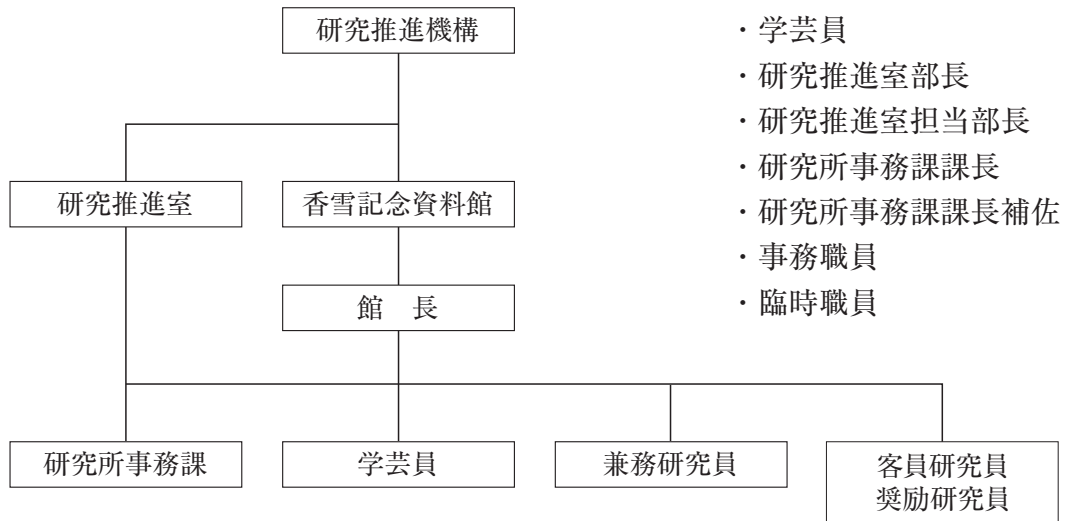 研究推進機構
研究推進室
香雪記念資料館
館　長
研究所事務課
学芸員
兼務研究員
客員研究員
奨励研究員
・学芸員
・研究推進室部長
・研究推進室担当部長
・研究所事務課課長
・研究所事務課課長補佐
・事務職員
・臨時職員